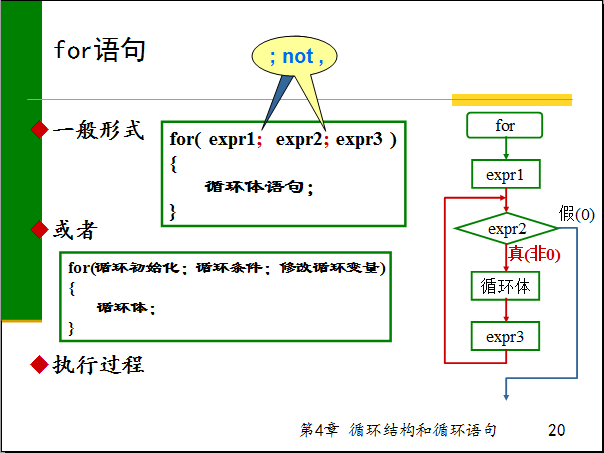 for语句
; not ,
一般形式
for( expr1; expr2; expr3 )
{
循环体语句;
}
或者
for(循环初始化; 循环条件; 修改循环变量)
{
循环体;
}
执行过程
for
expr1
expr2
假(0)
真(非0)
循环体
expr3
第4章 循环结构和循环语句
20